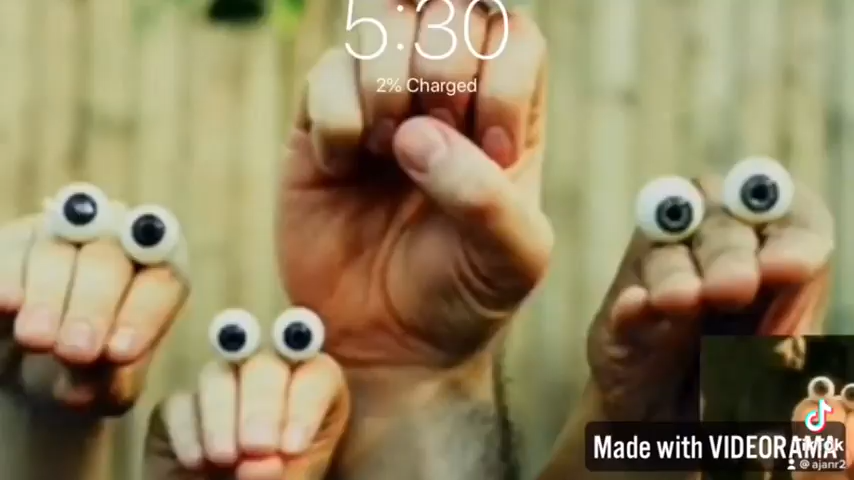 5:30
2% Charged
Made with VIDEORAMA
TikTok
@ ajanr2